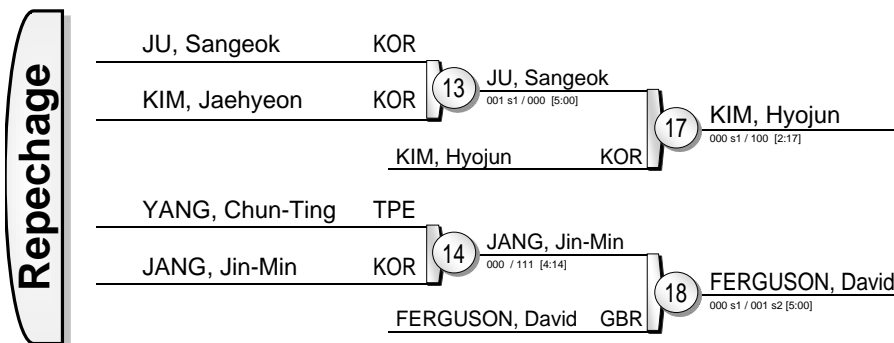 Repechage
JU, Sangeok KOR
KIM, Jaehyeon KOR
13
JU, Sangeok
001 s1 / 000 [5:00]
KIM, Hyojun KOR
17
KIM, Hyojun
000 s1 / 100 [2:17]
YANG, Chun-Ting TPE
JANG, Jin-Min KOR
14
JANG, Jin-Min
000 / 111 [4:14]
FERGUSON, David GBR
18
FERGUSON, David
000 s1 / 001 s2 [5:00]